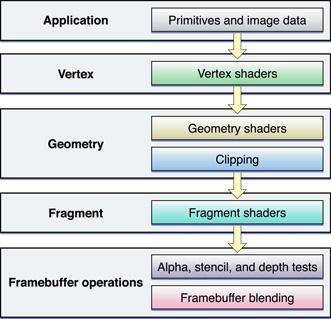 Application
Primitives and image data
Vertex
Vertex shaders
Geometry
Geometry shaders
Clipping
Fragment
Fragment shaders
Framebuffer operations
Alpha, stencil, and depth tests
Framebuffer blending